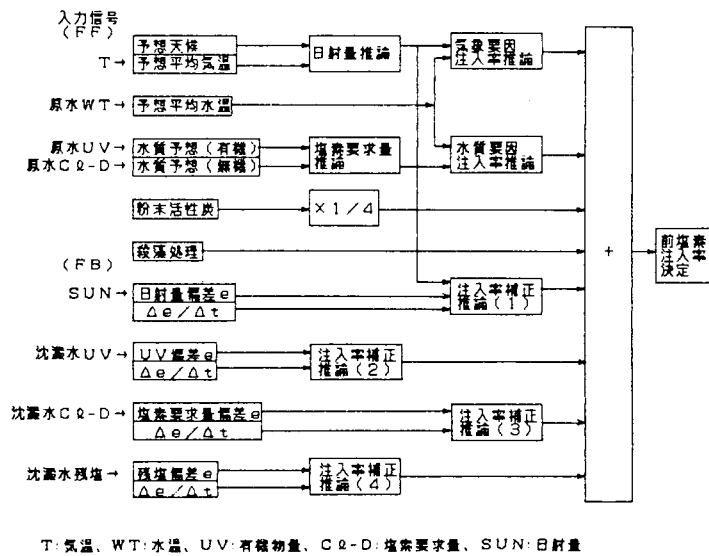 入力信号
(FF)
予想天候
T→ 予想平均気温
日射量推論
気象要因
注入率推論
原水WT→ 予想平均水温
原水UV→ 水質予想(有機)
原水Cℓ-D→ 水質予想(無機)
塩素要求量
推論
水質要因
注入率推論
粉末活性炭
×1/4
殺藻処理
+
前塩素
注入率
決定
(FB)
SUN→ 日射量偏差e
Δe/Δt
注入率補正
推論(1)
沈澱水UV→ UV偏差e
Δe/Δt
注入率補正
推論(2)
沈澱水Cℓ-D→ 塩素要求量偏差e
Δe/Δt
注入率補正
推論(3)
沈澱水残塩→ 残塩偏差e
Δe/Δt
注入率補正
推論(4)
T:気温、WT:水温、UV:有機物量、Cℓ-D:塩素要求量、SUN:日射量